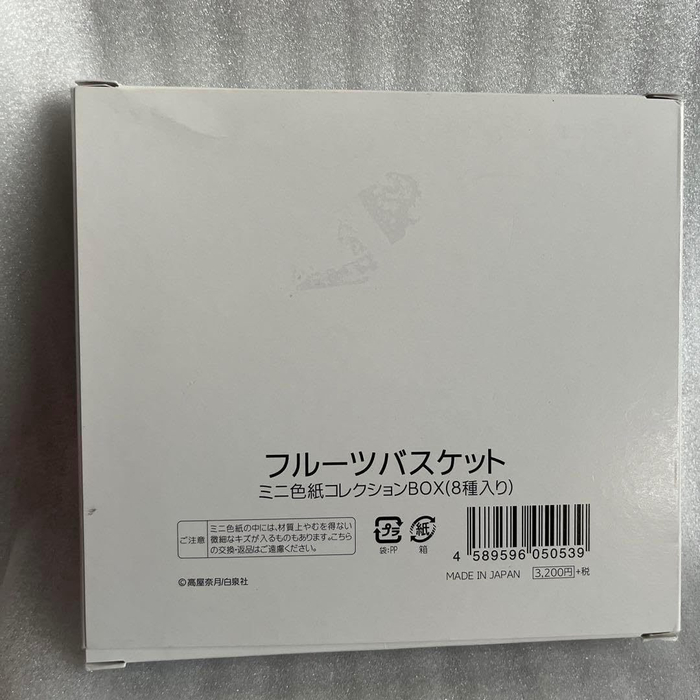 フルーツバスケット
ミニ色紙コレクションBOX(8種入り)
ご注意
ミニ色紙の中には、材質上やむを得ない
微細なキズが入るものもあります。こちら
の交換・返品はご遠慮ください。
プラ
袋:PP
紙
箱
4 589596 050539
MADE IN JAPAN 3,200円+税
©高屋奈月/白泉社